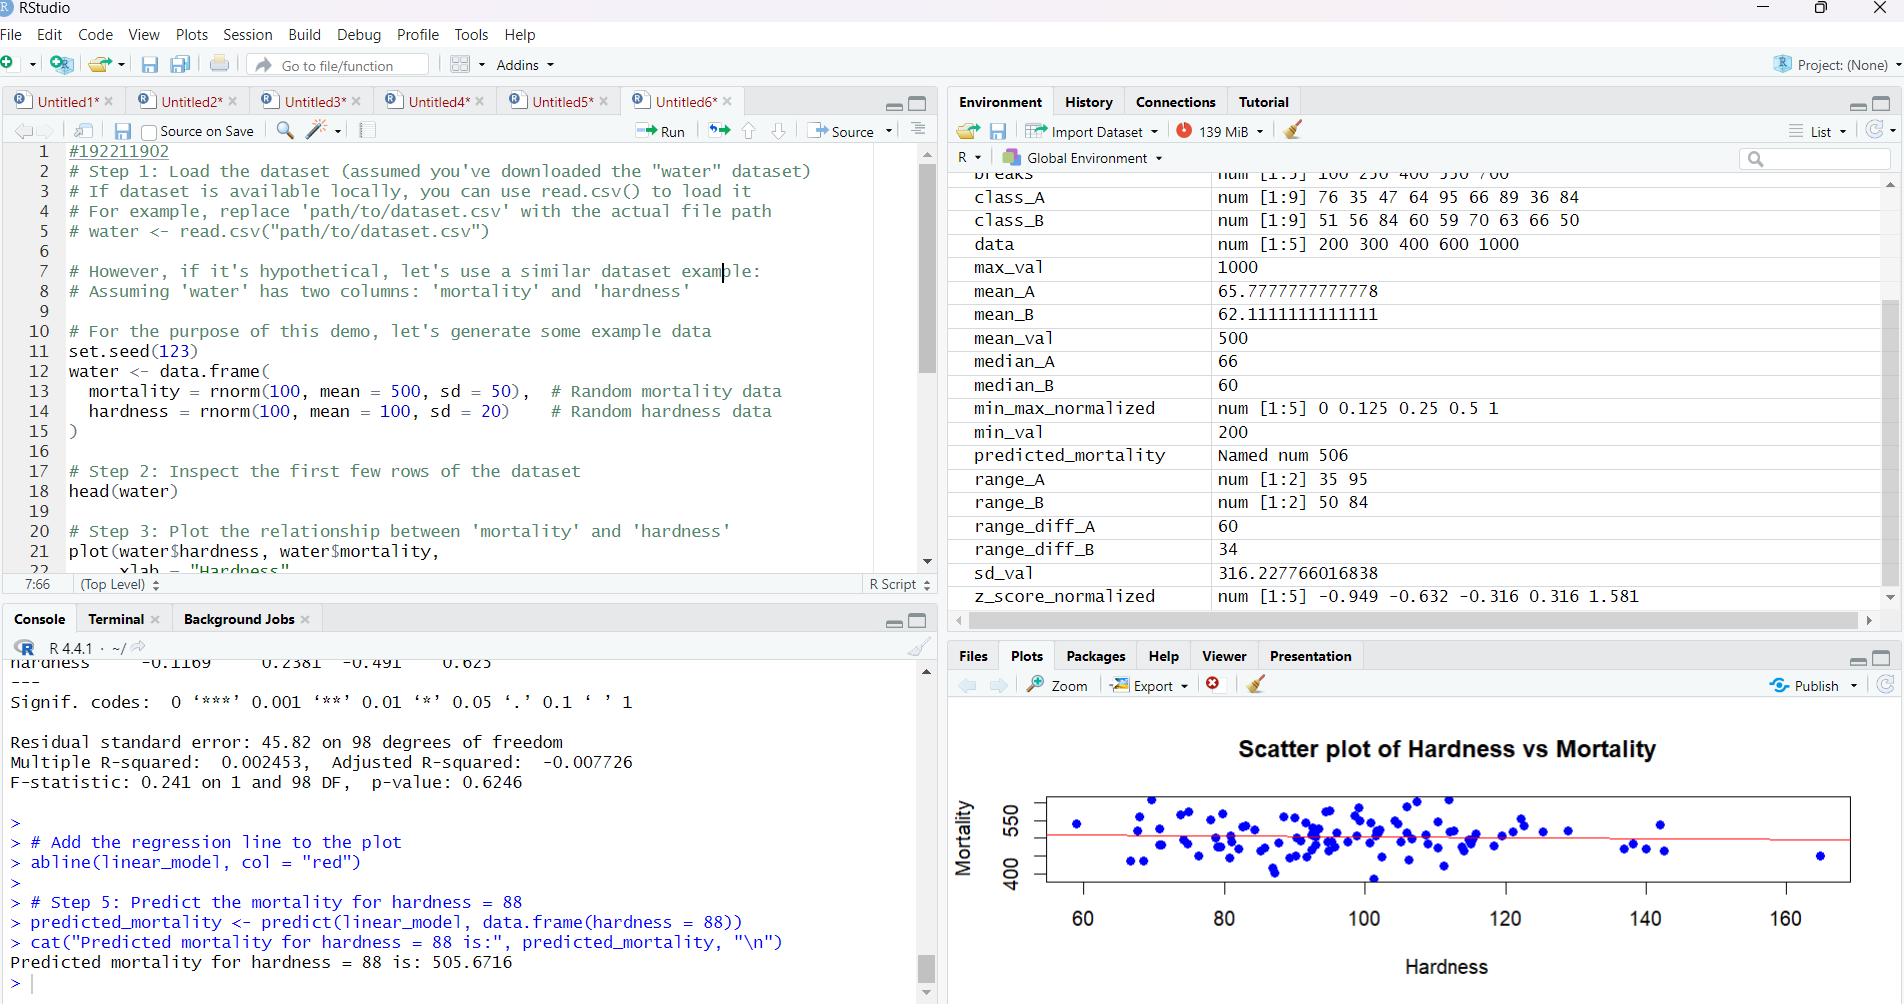 RStudio
File Edit Code View Plots Session Build Debug Profile Tools Help
Go to file/function Addins Project: (None)
Untitled1* Untitled2* Untitled3* Untitled4* Untitled5* Untitled6*
Source on Save Run Source
1 #192211902
2 # Step 1: Load the dataset (assumed you've downloaded the "water" dataset)
3 # If dataset is available locally, you can use read.csv() to load it
4 # For example, replace 'path/to/dataset.csv' with the actual file path
5 # water <- read.csv("path/to/dataset.csv")
6
7 # However, if it's hypothetical, let's use a similar dataset example:
8 # Assuming 'water' has two columns: 'mortality' and 'hardness'
9
10 # For the purpose of this demo, let's generate some example data
11 set.seed(123)
12 water <- data.frame(
13 mortality = rnorm(100, mean = 500, sd = 50), # Random mortality data
14 hardness = rnorm(100, mean = 100, sd = 20) # Random hardness data
15 )
16
17 # Step 2: Inspect the first few rows of the dataset
18 head(water)
19
20 # Step 3: Plot the relationship between 'mortality' and 'hardness'
21 plot(water$hardness, water$mortality,
22 xlab = "Hardness"
7:66 (Top Level) R Script
Console Terminal Background Jobs
R 4.4.1 · ~/
hardness -0.1169 0.2381 -0.491 0.625
---
Signif. codes: 0 ‘***’ 0.001 ‘**’ 0.01 ‘*’ 0.05 ‘.’ 0.1 ‘ ’ 1
Residual standard error: 45.82 on 98 degrees of freedom
Multiple R-squared: 0.002453, Adjusted R-squared: -0.007726
F-statistic: 0.241 on 1 and 98 DF, p-value: 0.6246
>
> # Add the regression line to the plot
> abline(linear_model, col = "red")
>
> # Step 5: Predict the mortality for hardness = 88
> predicted_mortality <- predict(linear_model, data.frame(hardness = 88))
> cat("Predicted mortality for hardness = 88 is:", predicted_mortality, "\n")
Predicted mortality for hardness = 88 is: 505.6716
>
Environment History Connections Tutorial
Import Dataset 139 MiB List
R Global Environment
breaks num [1:5] 100 250 400 550 700
class_A num [1:9] 76 35 47 64 95 66 89 36 84
class_B num [1:9] 51 56 84 60 59 70 63 66 50
data num [1:5] 200 300 400 600 1000
max_val 1000
mean_A 65.7777777777778
mean_B 62.1111111111111
mean_val 500
median_A 66
median_B 60
min_max_normalized num [1:5] 0 0.125 0.25 0.5 1
min_val 200
predicted_mortality Named num 506
range_A num [1:2] 35 95
range_B num [1:2] 50 84
range_diff_A 60
range_diff_B 34
sd_val 316.227766016838
z_score_normalized num [1:5] -0.949 -0.632 -0.316 0.316 1.581
Files Plots Packages Help Viewer Presentation
Zoom Export Publish
Scatter plot of Hardness vs Mortality
Mortality
550
400
60 80 100 120 140 160
Hardness